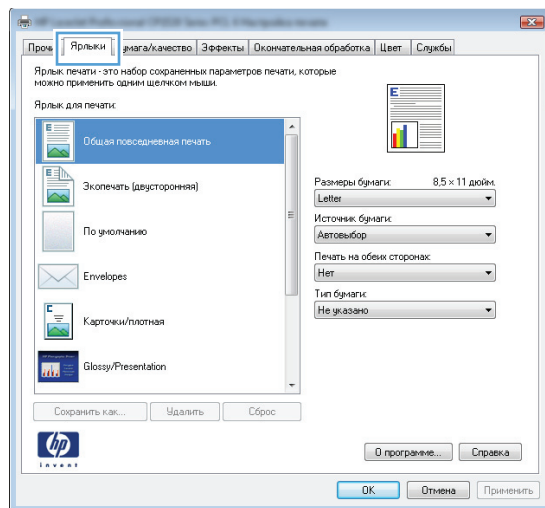 Ярлыки
умага/качество
Эффекты
Окончательная обработка
Цвет
Службы
Ярлык печати - это набор сохраненных параметров печати, которые
можно применить одним щелчком мыши.
Ярлык для печати:
Общая повседневная печать
Экопечать (двусторонняя)
По умолчанию
Envelopes
Карточки/плотная
Glossy/Presentation
E
Размеры бумаги: 8,5 × 11 дюйм.
Letter
Источник бумаги:
Автовыбор
Печать на обеих сторонах:
Нет
Тип бумаги:
Не указано
Сохранить как...
Удалить
Сброс
hp
invent
О программе...
Справка
OK
Отмена
Применить